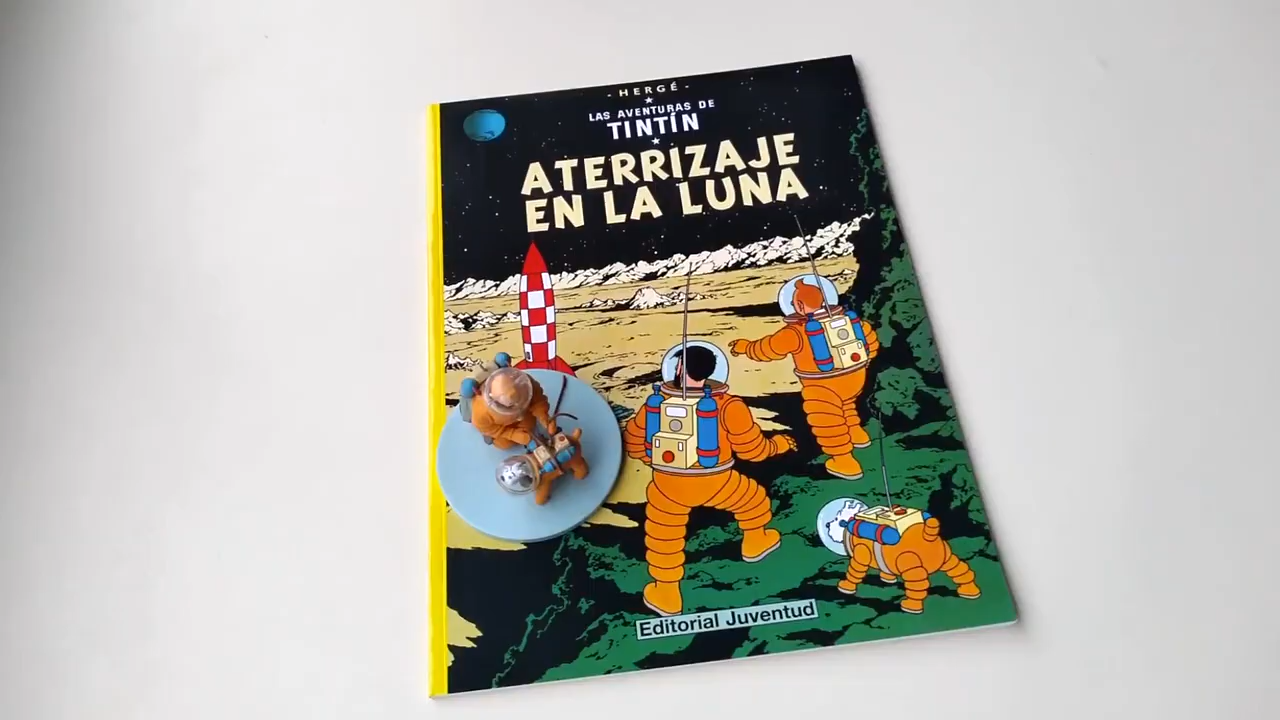 - HERGÉ -
LAS AVENTURAS DE
TINTÍN
ATERRIZAJE
EN LA LUNA
Editorial Juventud